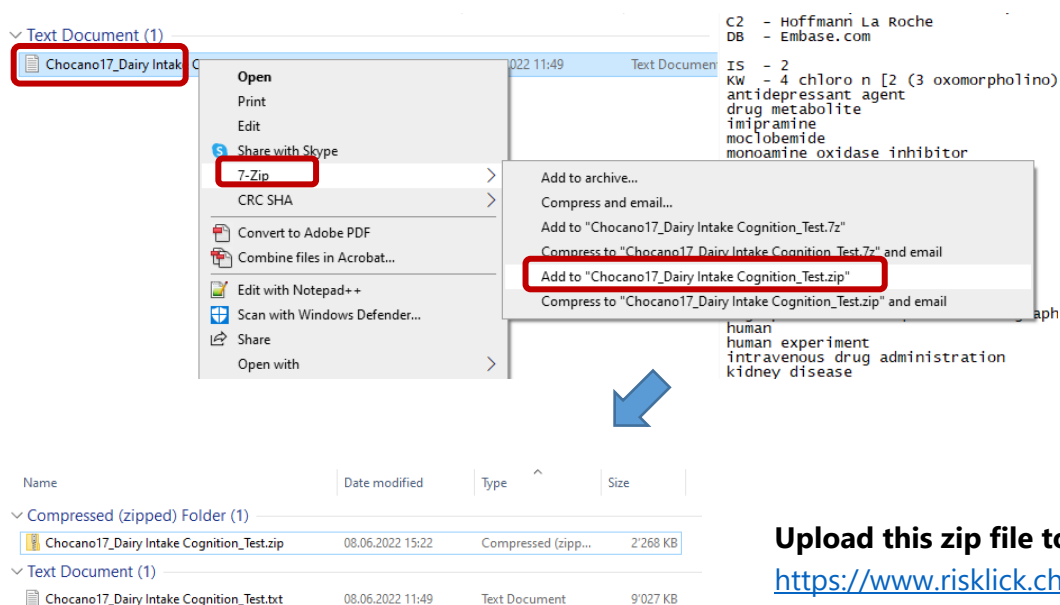 C2 - Hoffmann La Roche
DB - Embase.com
Text Document (1)
Chocano17_Dairy Intake
022 11:49
Text Documen
IS - 2
KW - 4 chloro n [2 (3 oxomorpholino)
antidepressant agent
drug metabolite
imipramine
moclobemide
monoamine oxidase inhibitor
Open
Print
Edit
Share with Skype
7-Zip
CRC SHA
Convert to Adobe PDF
Combine files in Acrobat...
Edit with Notepad++
Scan with Windows Defender...
Share
Open with
Add to archive...
Compress and email...
Add to "Chocano17_Dairy Intake Cognition_Test.7z"
Compress to "Chocano17_Dairy Intake Cognition_Test.7z" and email
Add to "Chocano17_Dairy Intake Cognition_Test.zip"
Compress to "Chocano17_Dairy Intake Cognition_Test.zip" and email
human
human experiment
intravenous drug administration
kidney disease
Name Date modified Type Size
Compressed (zipped) Folder (1)
Chocano17_Dairy Intake Cognition_Test.zip 08.06.2022 15:22 Compressed (zipp... 2'268 KB
Text Document (1)
Chocano17_Dairy Intake Cognition_Test.txt 08.06.2022 11:49 Text Document 9'027 KB
Upload this zip file to
https://www.risklick.ch